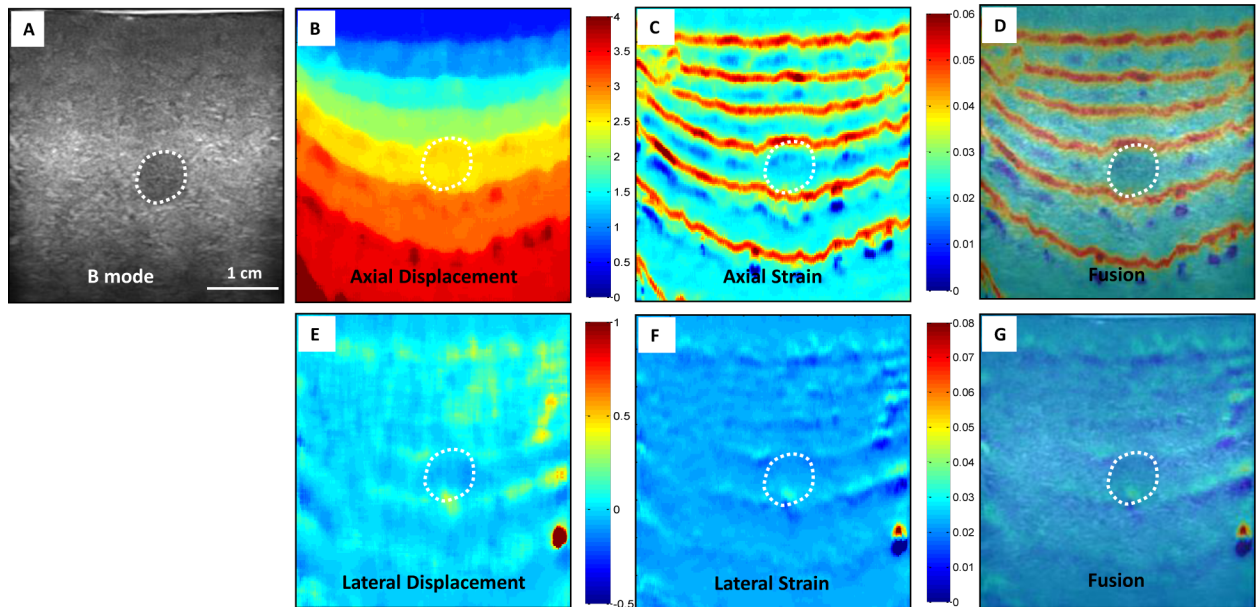 A
B mode
1 cm
B
Axial Displacement
4
3.5
3
2.5
2
1.5
1
0.5
0
C
Axial Strain
0.06
0.05
0.04
0.03
0.02
0.01
0
D
Fusion
E
Lateral Displacement
1
0.5
0
-0.5
F
Lateral Strain
0.08
0.07
0.06
0.05
0.04
0.03
0.02
0.01
0
G
Fusion